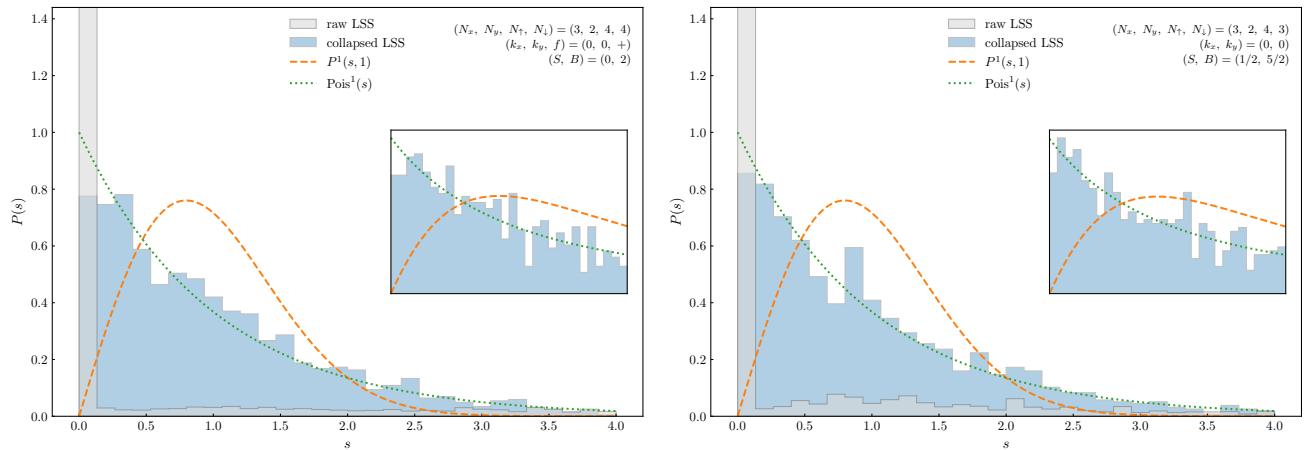 raw LSS
collapsed LSS
P¹(s, 1)
Pois¹(s)
(Nₓ, Nᵧ, N↑, N↓) = (3, 2, 4, 4)
(kₓ, kᵧ, f) = (0, 0, +)
(S, B) = (0, 2)
P(s)
1.4
1.2
1.0
0.8
0.6
0.4
0.2
0.0
0.0 0.5 1.0 1.5 2.0 2.5 3.0 3.5 4.0
s
raw LSS
collapsed LSS
P¹(s, 1)
Pois¹(s)
(Nₓ, Nᵧ, N↑, N↓) = (3, 2, 4, 3)
(kₓ, kᵧ) = (0, 0)
(S, B) = (1/2, 5/2)
P(s)
1.4
1.2
1.0
0.8
0.6
0.4
0.2
0.0
0.0 0.5 1.0 1.5 2.0 2.5 3.0 3.5 4.0
s